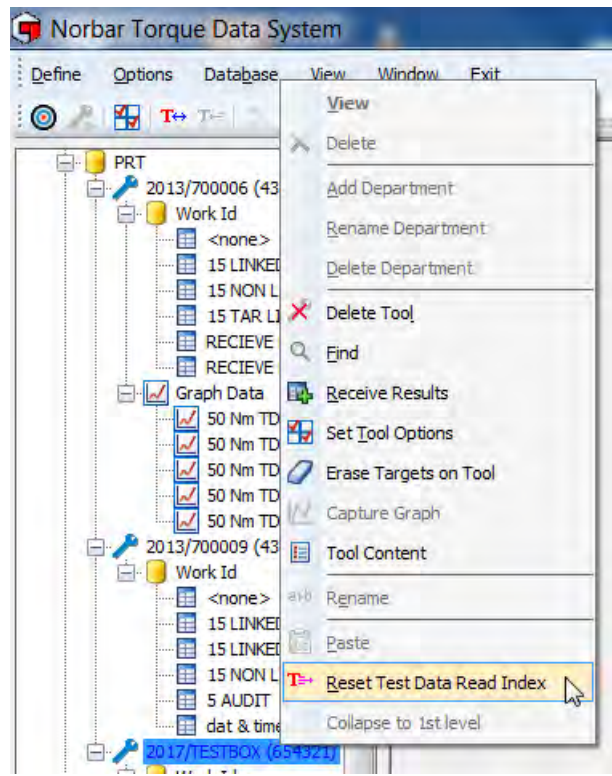 Norbar Torque Data System
Define Options Database View Window Exit
PRT
2013/700006 (43
Work Id
<none>
15 LINKED
15 NON L
15 TAR LI
RECIEVE
RECIEVE
Graph Data
50 Nm TD
50 Nm TD
50 Nm TD
50 Nm TD
50 Nm TD
2013/700009 (43
Work Id
<none>
15 LINKED
15 LINKED
15 NON L
5 AUDIT
dat & time
2017/TESTBOX (654321)
View
Delete
Add Department
Rename Department
Delete Department
Delete Tool
Find
Receive Results
Set Tool Options
Erase Targets on Tool
Capture Graph
Tool Content
Rename
Paste
Reset Test Data Read Index
Collapse to 1st level